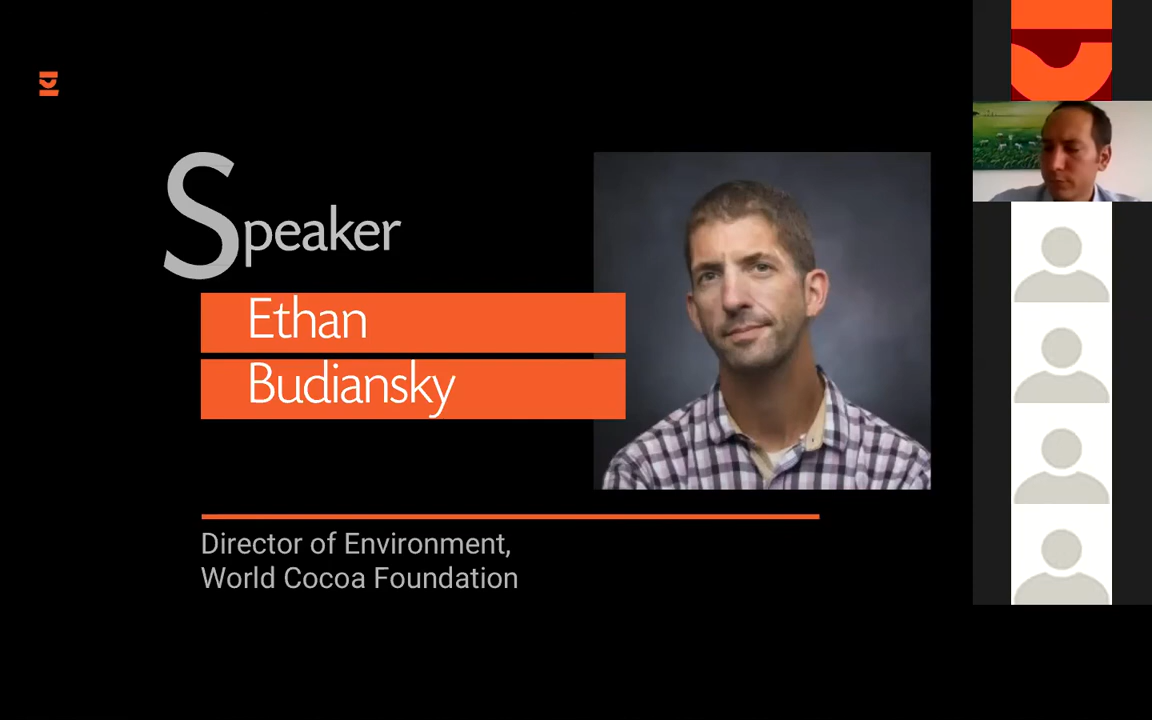 Speaker
Ethan
Budiansky
Director of Environment,
World Cocoa Foundation